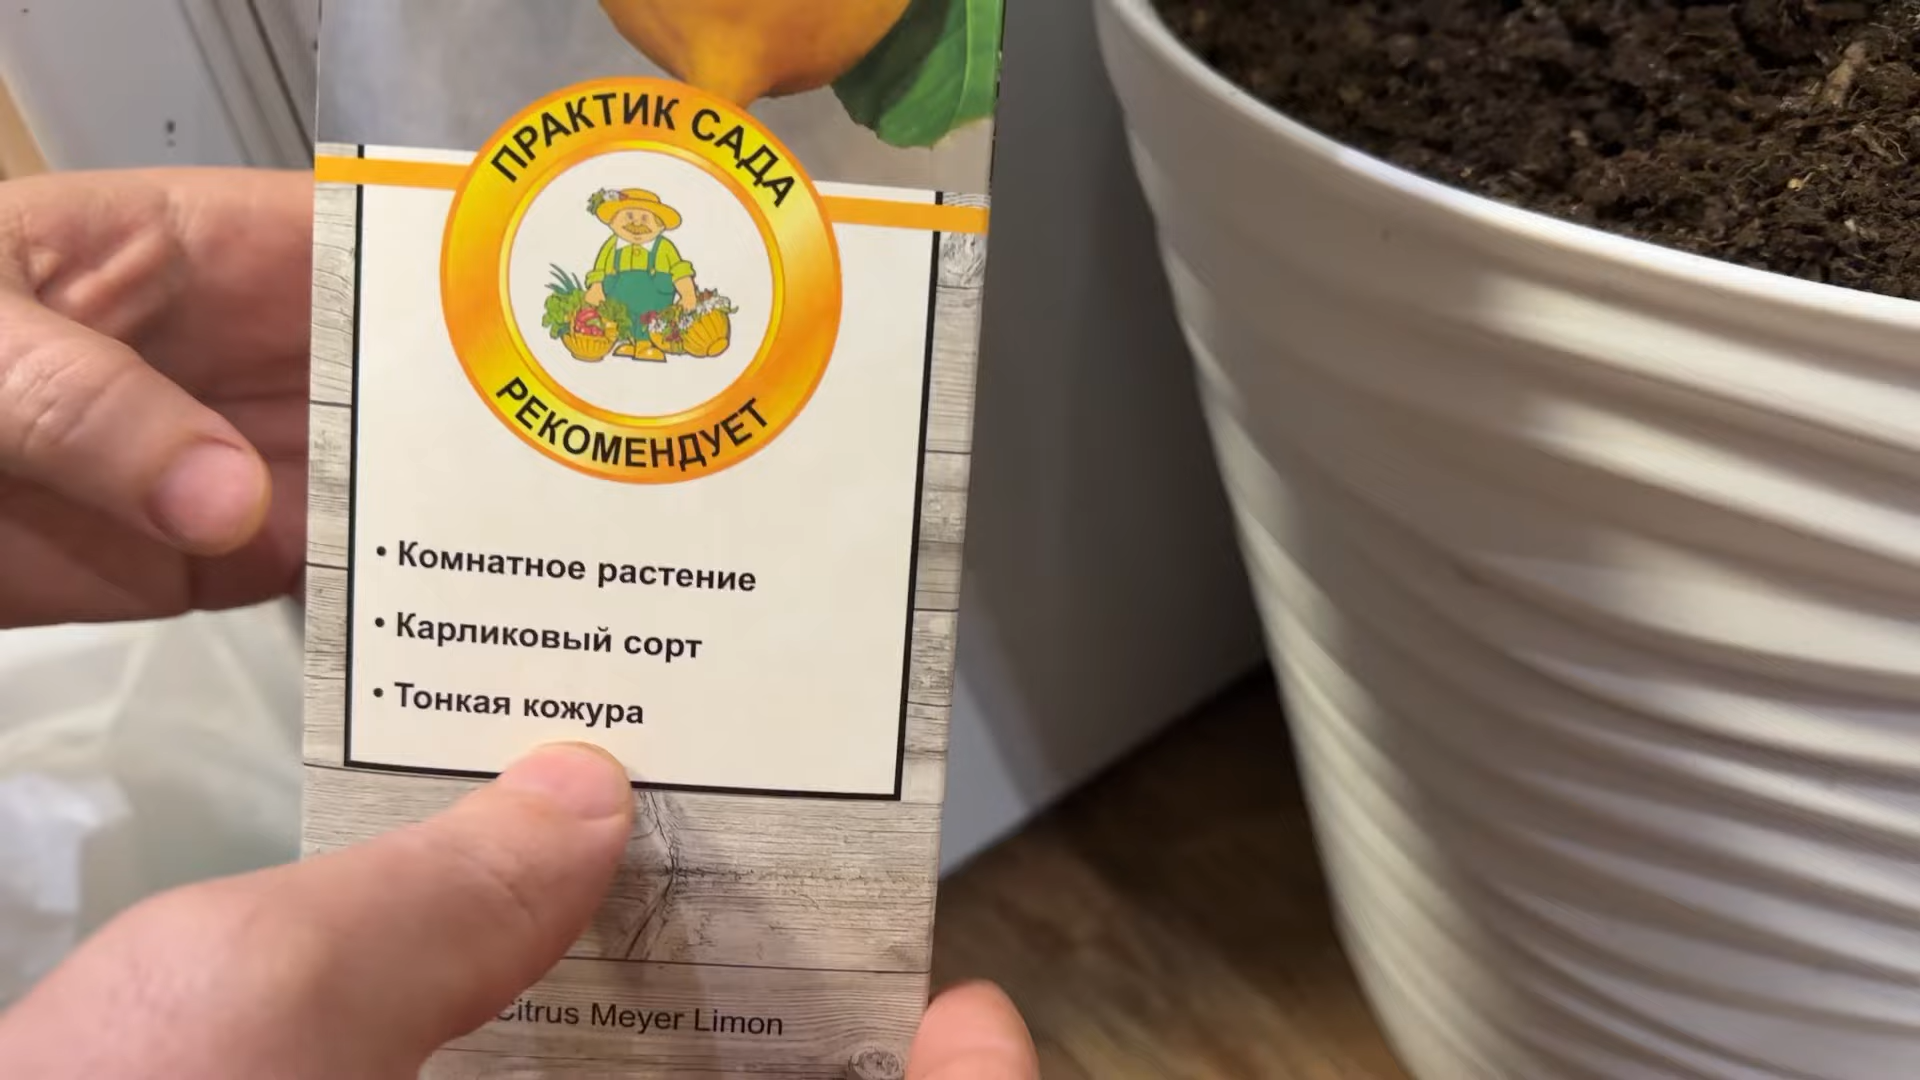 ПРАКТИК САДА
РЕКОМЕНДУЕТ
• Комнатное растение
• Карликовый сорт
• Тонкая кожура
Citrus Meyer Limon